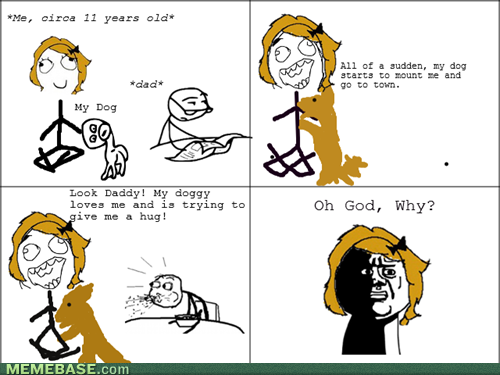 *Me, circa 11 years old*
*dad*
My Dog
All of a sudden, my dog
starts to mount me and
go to town.
Look Daddy! My doggy
loves me and is trying to
give me a hug!
Oh God, Why?
MEMEBASE.com